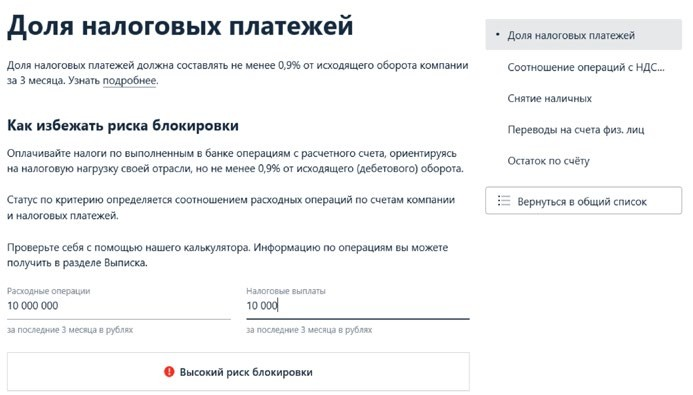 Доля налоговых платежей
Доля налоговых платежей должна составлять не менее 0,9% от исходящего оборота компании
за 3 месяца. Узнать подробнее.
Как избежать риска блокировки
Оплачивайте налоги по выполненным в банке операциям с расчетного счета, ориентируясь
на налоговую нагрузку своей отрасли, но не менее 0,9% от исходящего (дебетового) оборота.
Статус по критерию определяется соотношением расходных операций по счетам компании
и налоговых платежей.
Проверьте себя с помощью нашего калькулятора. Информацию по операциям вы можете
получить в разделе Выписка.
Расходные операции
10 000 000
за последние 3 месяца в рублях
Налоговые выплаты
10 000
за последние 3 месяца в рублях
Высокий риск блокировки
Доля налоговых платежей
Соотношение операций с НДС...
Снятие наличных
Переводы на счета физ. лиц
Остаток по счёту
Вернуться в общий список